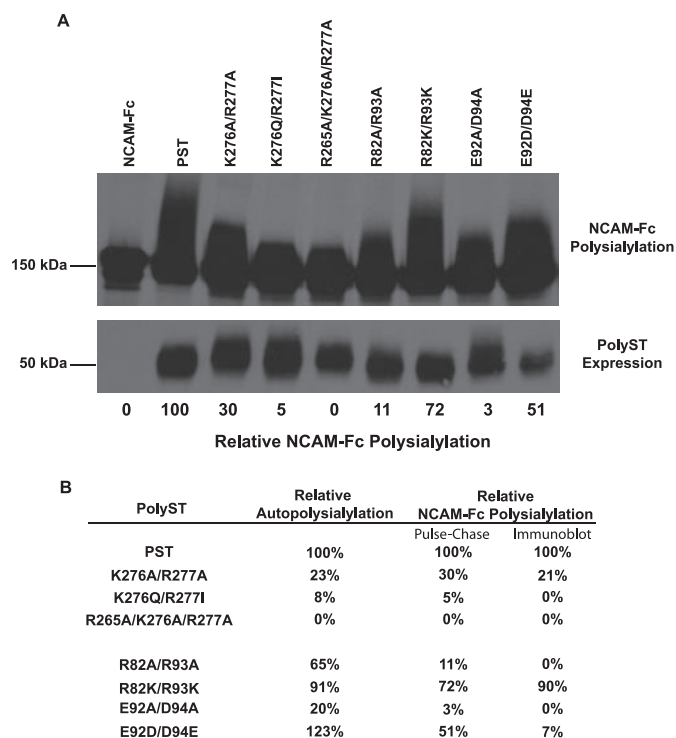 A
NCAM-Fc
PST
K276A/R277A
K276Q/R277I
R265A/K276A/R277A
R82A/R93A
R82K/R93K
E92A/D94A
E92D/D94E
NCAM-Fc
Polysialylation
150 kDa
PolyST
Expression
50 kDa
0 100 30 5 0 11 72 3 51
Relative NCAM-Fc Polysialylation
B
PolyST Relative Autopolysialylation Relative NCAM-Fc Polysialylation
Pulse-Chase Immunoblot
PST 100% 100% 100%
K276A/R277A 23% 30% 21%
K276Q/R277I 8% 5% 0%
R265A/K276A/R277A 0% 0% 0%
R82A/R93A 65% 11% 0%
R82K/R93K 91% 72% 90%
E92A/D94A 20% 3% 0%
E92D/D94E 123% 51% 7%